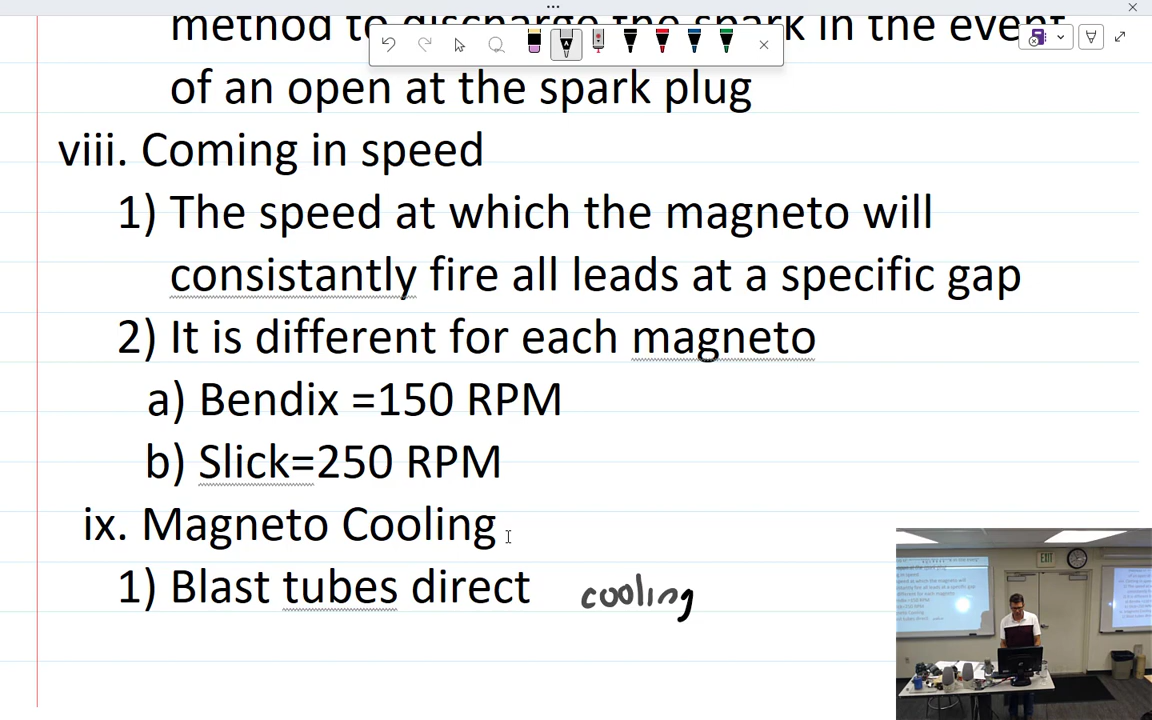 method to discharge the spark in the event
of an open at the spark plug
viii. Coming in speed
1) The speed at which the magneto will
consistantly fire all leads at a specific gap
2) It is different for each magneto
a) Bendix =150 RPM
b) Slick=250 RPM
ix. Magneto Cooling
1) Blast tubes direct cooling
EXIT